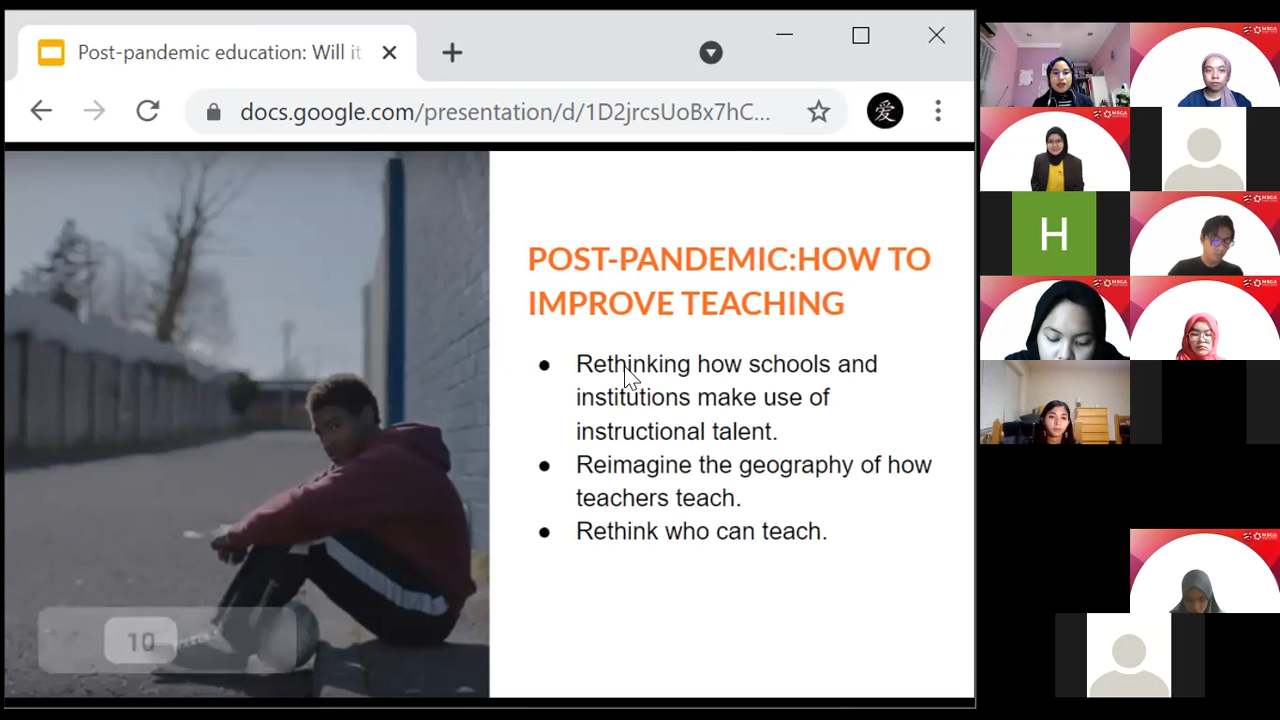 Post-pandemic education: Will it
docs.google.com/presentation/d/1D2jrcsUoBx7hC...
爱
POST-PANDEMIC:HOW TO
IMPROVE TEACHING
● Rethinking how schools and
institutions make use of
instructional talent.
● Reimagine the geography of how
teachers teach.
● Rethink who can teach.
10
H